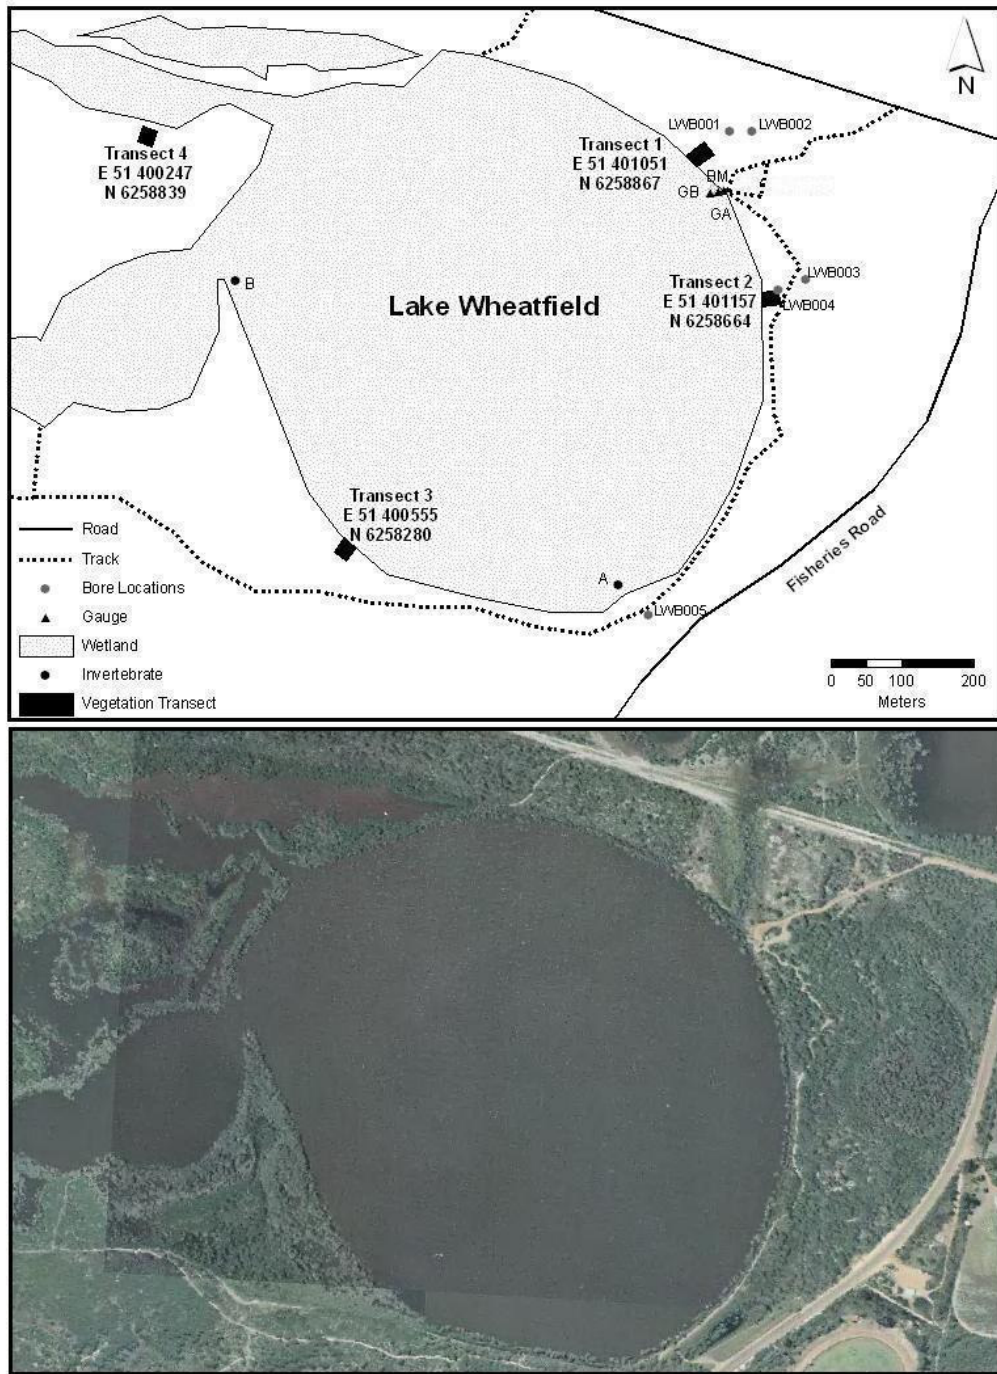 N
LWB001
LWB002
Transect 4
E 51 400247
N 6258839
Transect 1
E 51 401051
N 6258867
BM
GB
GA
B
Lake Wheatfield
Transect 2
E 51 401157
N 6258664
LWB003
LWB004
Transect 3
E 51 400555
N 6258280
A
LWB005
Fisheries Road
Road
Track
Bore Locations
Gauge
Wetland
Invertebrate
Vegetation Transect
0 50 100 200
Meters